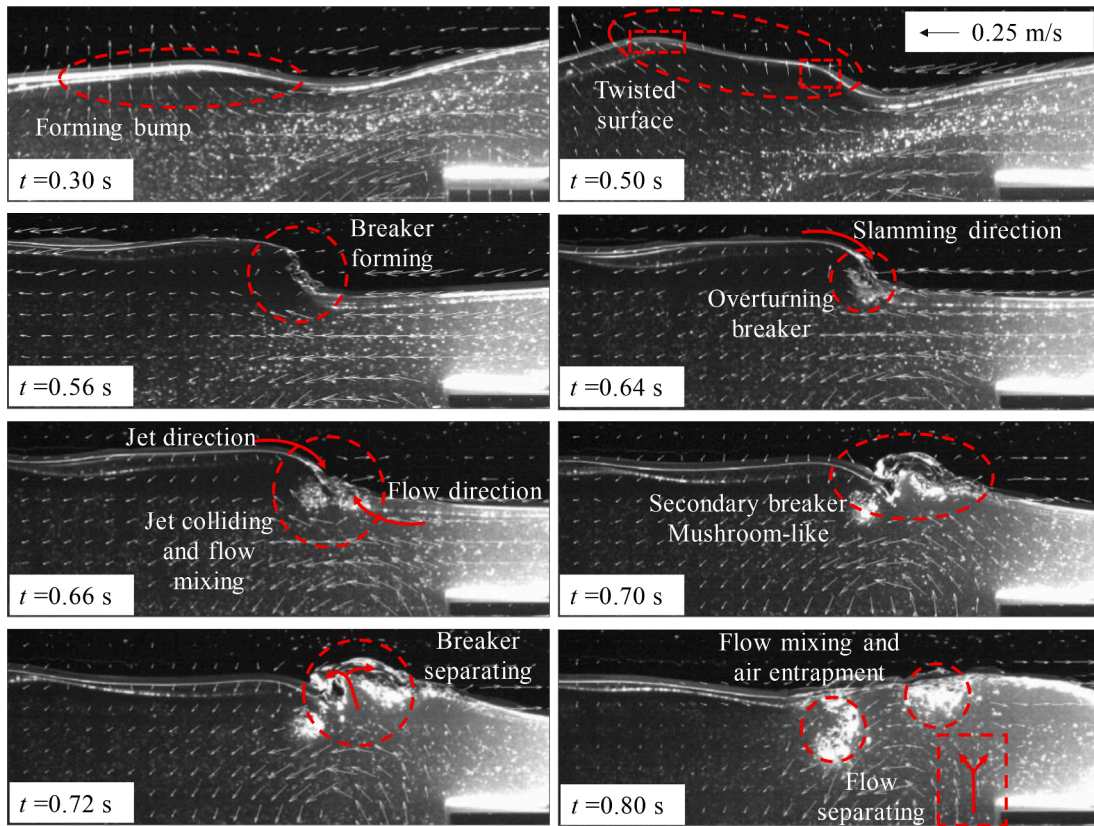 Forming bump
t =0.30 s
0.25 m/s
Twisted
surface
t =0.50 s
Breaker
forming
t =0.56 s
Slamming direction
Overturning
breaker
t =0.64 s
Jet direction
Flow direction
Jet colliding
and flow
mixing
t =0.66 s
Secondary breaker
Mushroom-like
t =0.70 s
Breaker
separating
t =0.72 s
Flow mixing and
air entrapment
Flow
separating
t =0.80 s